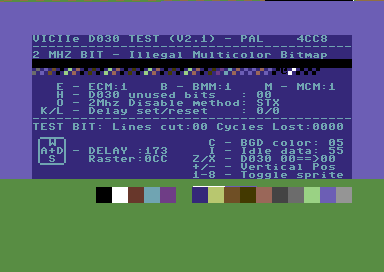 VICIIe D030 TEST (V2.1) - PAL    4CC8
2 MHZ BIT - Illegal Multicolor Bitmap
E - ECM:1    B - BMM:1    M - MCM:1
H - D030 unused bits   : 00
O - 2Mhz Disable method: STX
K/L - Delay set/reset    : 0/0
TEST BIT: Lines cut:00 Cycles Lost:0000
W    C - BGD color: 05
A+D - DELAY :173    I - Idle data: 55
S    Raster:0CC    Z/X - D030 00==>00
+/- - Vertical Pos
1-8 - Toggle sprite